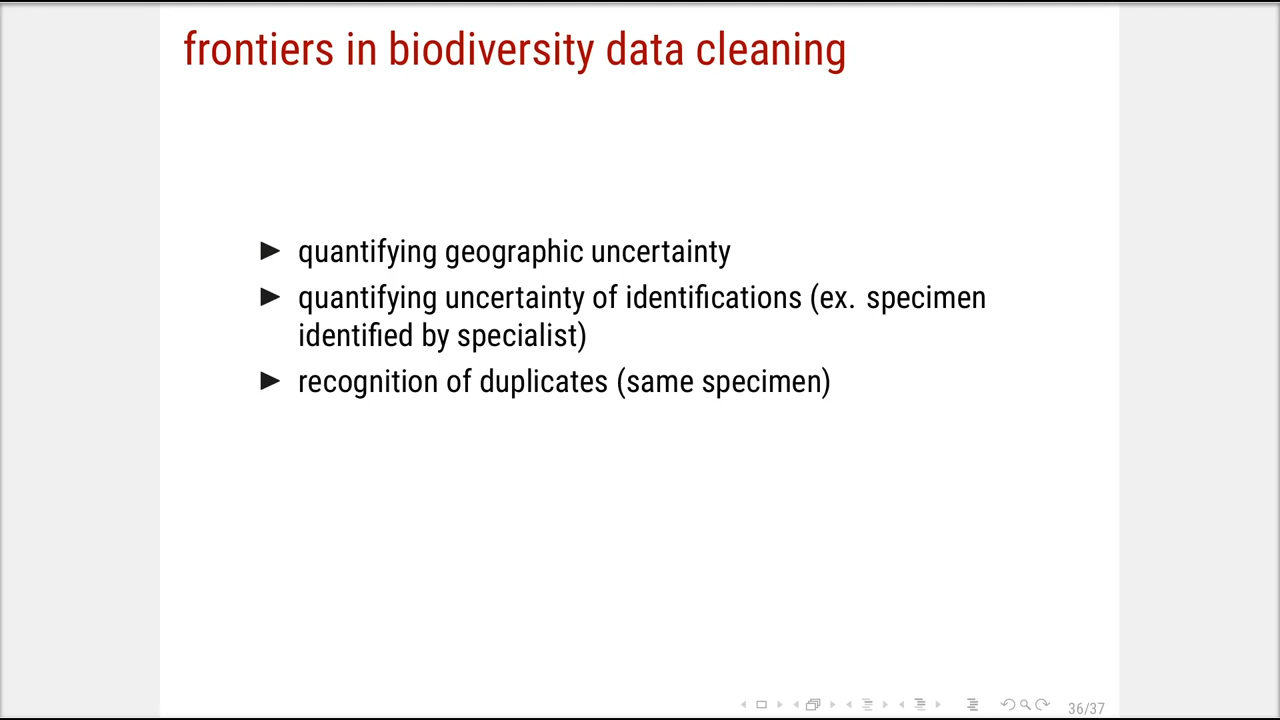 frontiers in biodiversity data cleaning
▶ quantifying geographic uncertainty
▶ quantifying uncertainty of identifications (ex. specimen
identified by specialist)
▶ recognition of duplicates (same specimen)
36/37